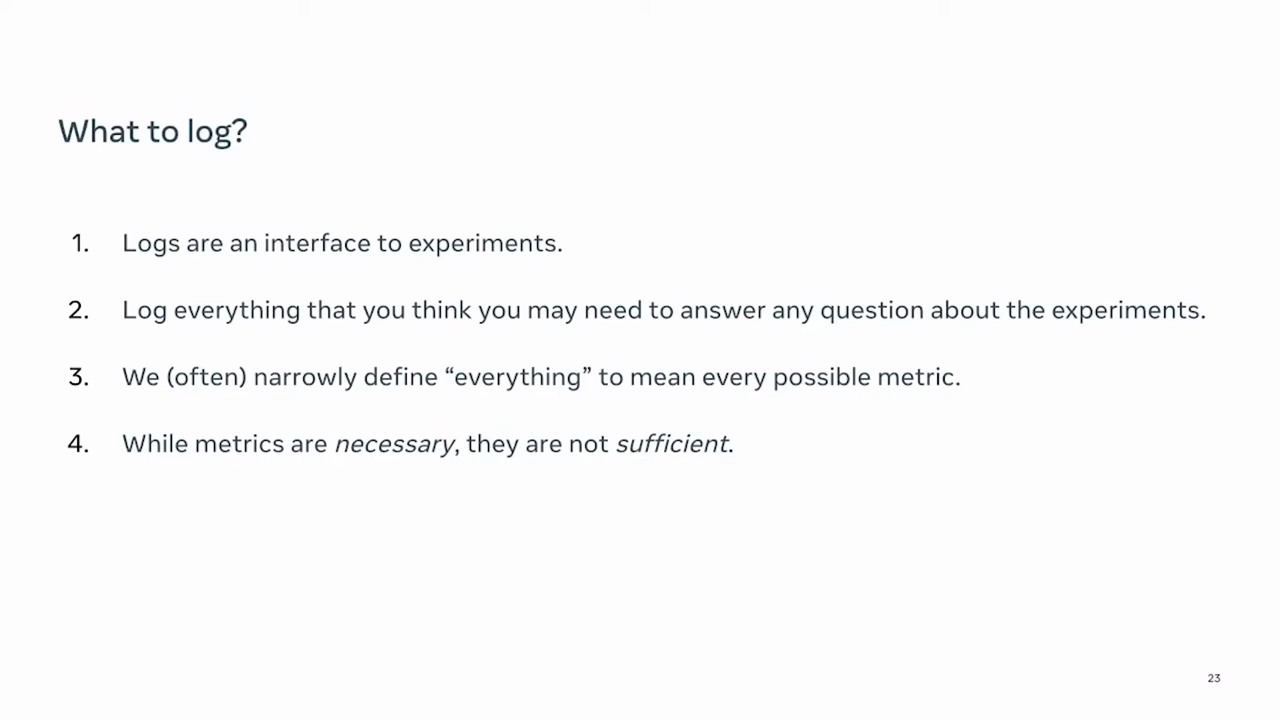 What to log?
1. Logs are an interface to experiments.
2. Log everything that you think you may need to answer any question about the experiments.
3. We (often) narrowly define “everything” to mean every possible metric.
4. While metrics are necessary, they are not sufficient.
23